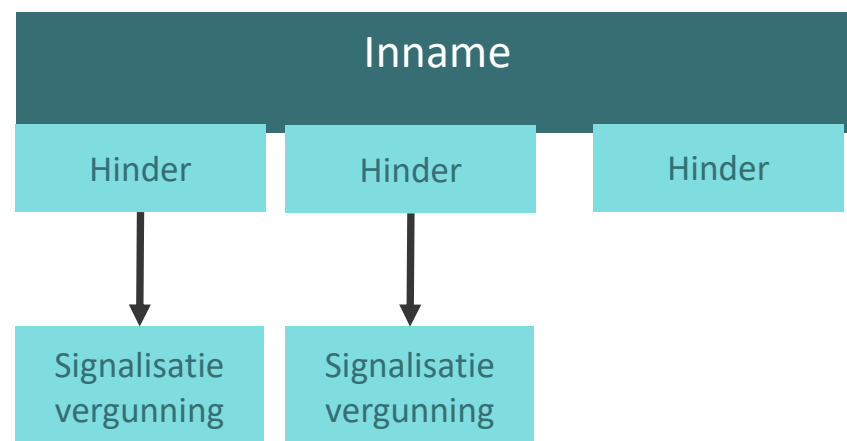 Inname
Hinder
Hinder
Hinder
Signalisatie
vergunning
Signalisatie
vergunning